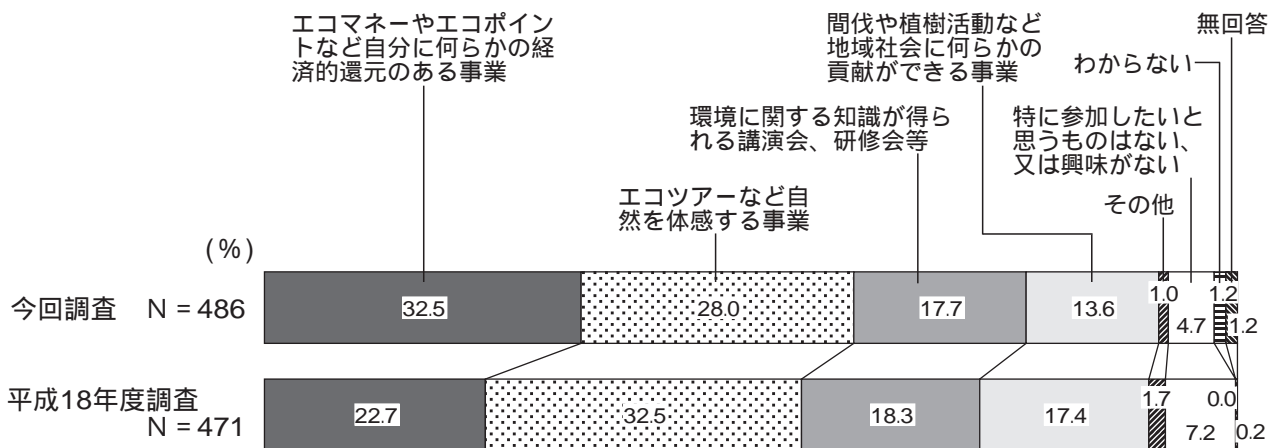 エコマネーやエコポイン
トなど自分に何らかの経
済的還元のある事業
間伐や植樹活動など
地域社会に何らかの
貢献ができる事業
無回答
わからない
環境に関する知識が得ら
れる講演会、研修会等
特に参加したいと
思うものはない、
又は興味がない
エコツアーなど自
然を体感する事業
その他
(%)
今回調査 N = 486
32.5
28.0
17.7
13.6
1.0
4.7
1.2
1.2
平成18年度調査
N = 471
22.7
32.5
18.3
17.4
1.7
7.2
0.0
0.2